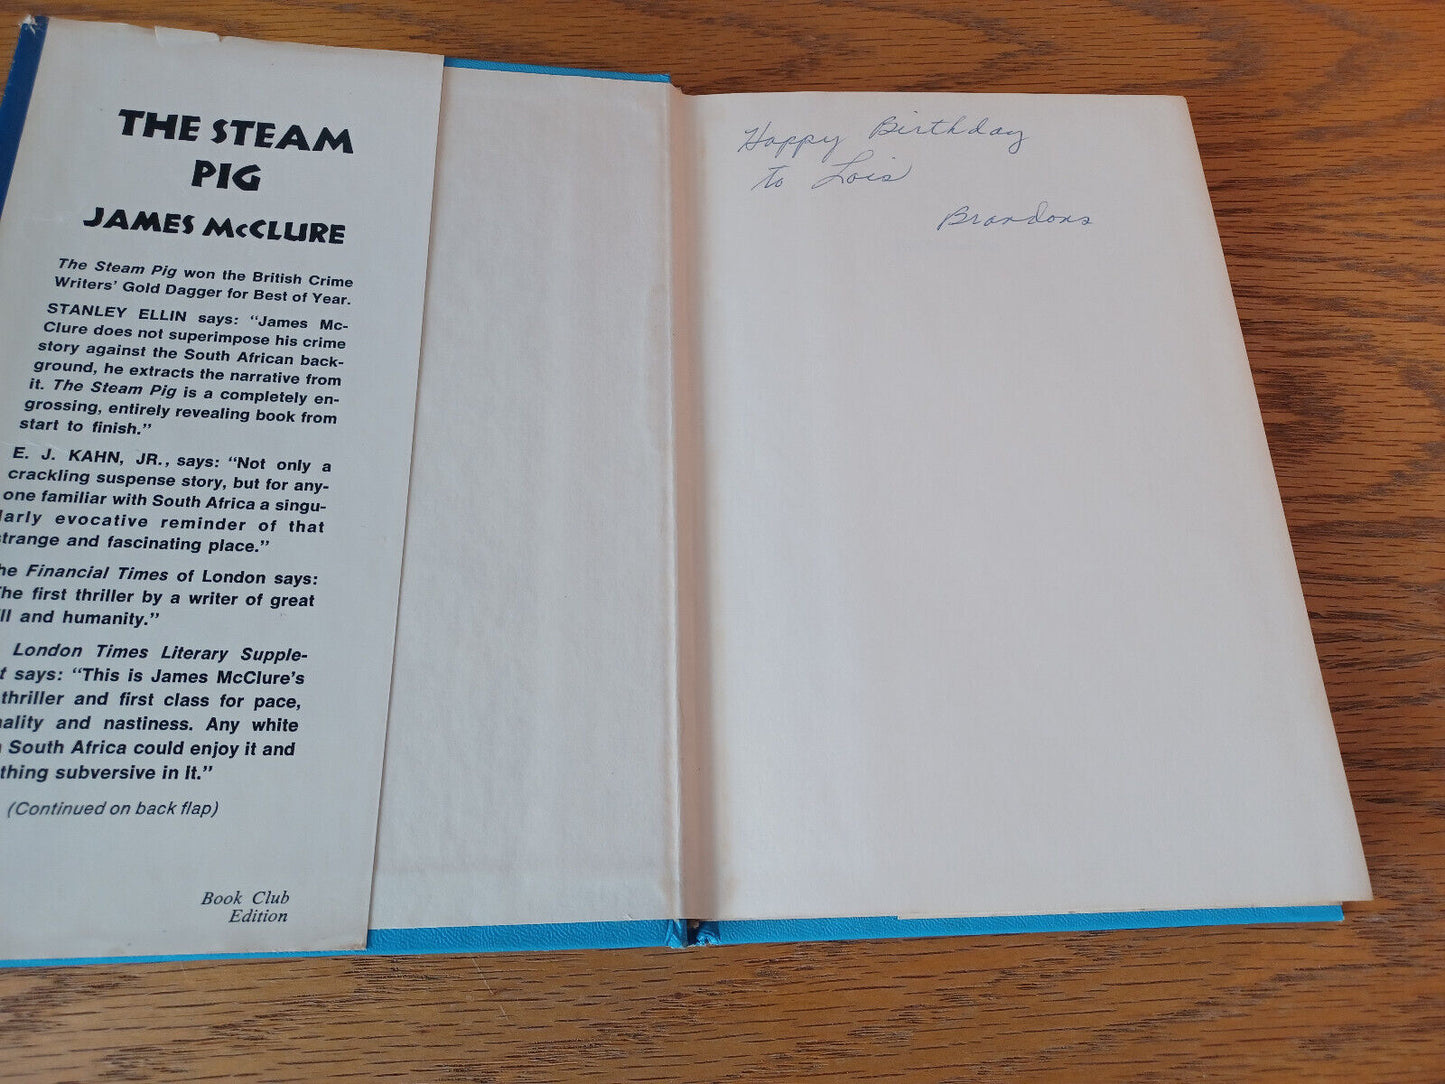 THE STEAM
PIG
JAMES McCLURE
The Steam Pig won the British Crime
Writers' Gold Dagger for Best of Year.
STANLEY ELLIN says: "James Mc-
Clure does not superimpose his crime
story against the South African back-
ground, he extracts the narrative from
it. The Steam Pig is a completely en-
grossing, entirely revealing book from
start to finish."
E. J. KAHN, JR., says: "Not only a
crackling suspense story, but for any-
one familiar with South Africa a singu-
larly evocative reminder of that
strange and fascinating place."
he Financial Times of London says:
The first thriller by a writer of great
ll and humanity."
London Times Literary Supple-
t says: "This is James McClure's
thriller and first class for pace,
ality and nastiness. Any white
South Africa could enjoy it and
thing subversive in it."
(Continued on back flap)
Book Club
Edition
Happy Birthday
to Lois
Brandons